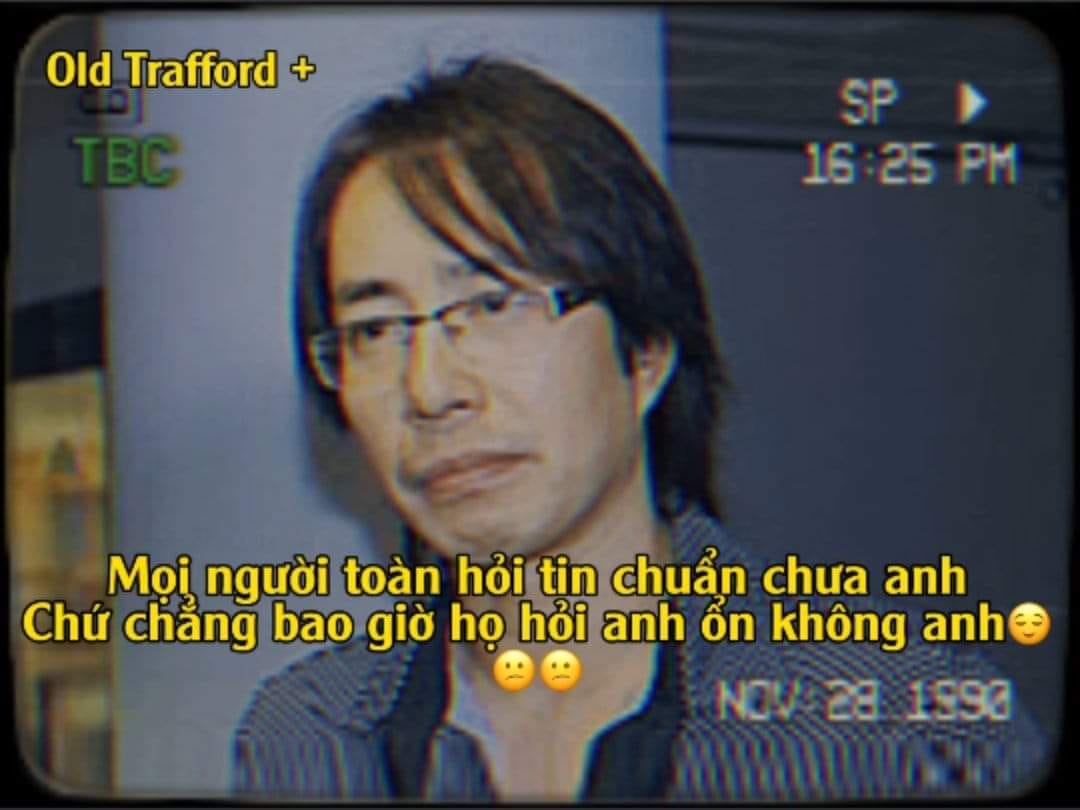 Old Trafford +
SP
TBC
16:25 PM
Mọi người toàn hỏi tin chuẩn chưa anh
Chứ chẳng bao giờ họ hỏi anh ổn không anh😌
😕😕
NOV 28 1990